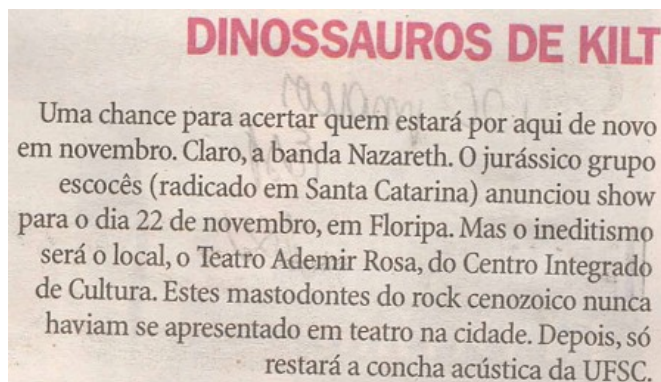 DINOSSAUROS DE KILT
Uma chance para acertar quem estará por aqui de novo
em novembro. Claro, a banda Nazareth. O jurássico grupo
escocês (radicado em Santa Catarina) anunciou show
para o dia 22 de novembro, em Floripa. Mas o ineditismo
será o local, o Teatro Ademir Rosa, do Centro Integrado
de Cultura. Estes mastodontes do rock cenozoico nunca
haviam se apresentado em teatro na cidade. Depois, só
restará a concha acústica da UFSC.